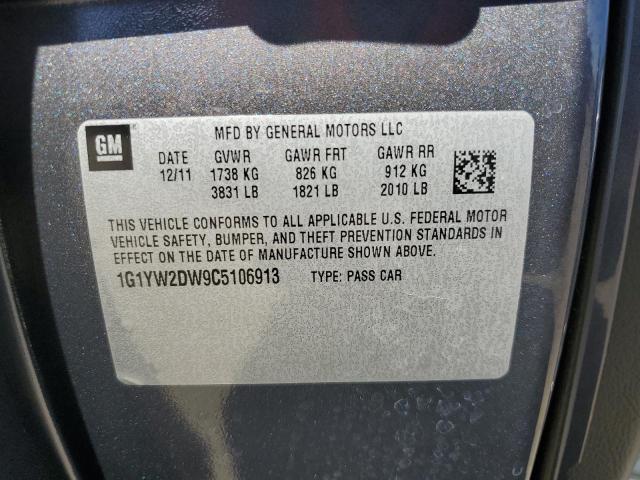 GM
MFD BY GENERAL MOTORS LLC
DATE GVWR GAWR FRT GAWR RR
12/11 1738 KG 826 KG 912 KG
3831 LB 1821 LB 2010 LB
THIS VEHICLE CONFORMS TO ALL APPLICABLE U.S. FEDERAL MOTOR
VEHICLE SAFETY, BUMPER, AND THEFT PREVENTION STANDARDS IN
EFFECT ON THE DATE OF MANUFACTURE SHOWN ABOVE.
1G1YW2DW9C5106913 TYPE: PASS CAR